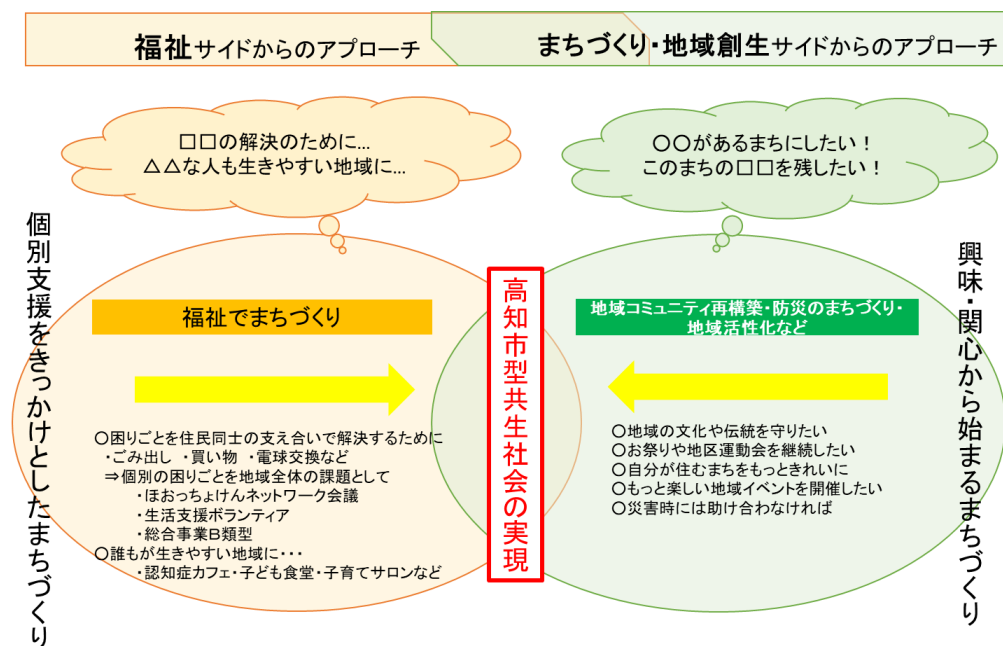 福祉サイドからのアプローチ
まちづくり・地域創生サイドからのアプローチ
□□の解決のために…
△△な人も生きやすい地域に…
○○があるまちにしたい！
このまちの□□を残したい！
個別支援をきっかけとしたまちづくり
福祉でまちづくり
○困りごとを住民同士の支え合いで解決するために
・ごみ出し ・買い物 ・電球交換など
⇒個別の困りごとを地域全体の課題として
・ほおっちょけんネットワーク会議
・生活支援ボランティア
・総合事業B類型
○誰もが生きやすい地域に・・・
・認知症カフェ・子ども食堂・子育てサロンなど
高知市型共生社会の実現
地域コミュニティ再構築・防災のまちづくり・
地域活性化など
○地域の文化や伝統を守りたい
○お祭りや地区運動会を継続したい
○自分が住むまちをもっときれいに
○もっと楽しい地域イベントを開催したい
○災害時には助け合わなければ
興味・関心から始まるまちづくり